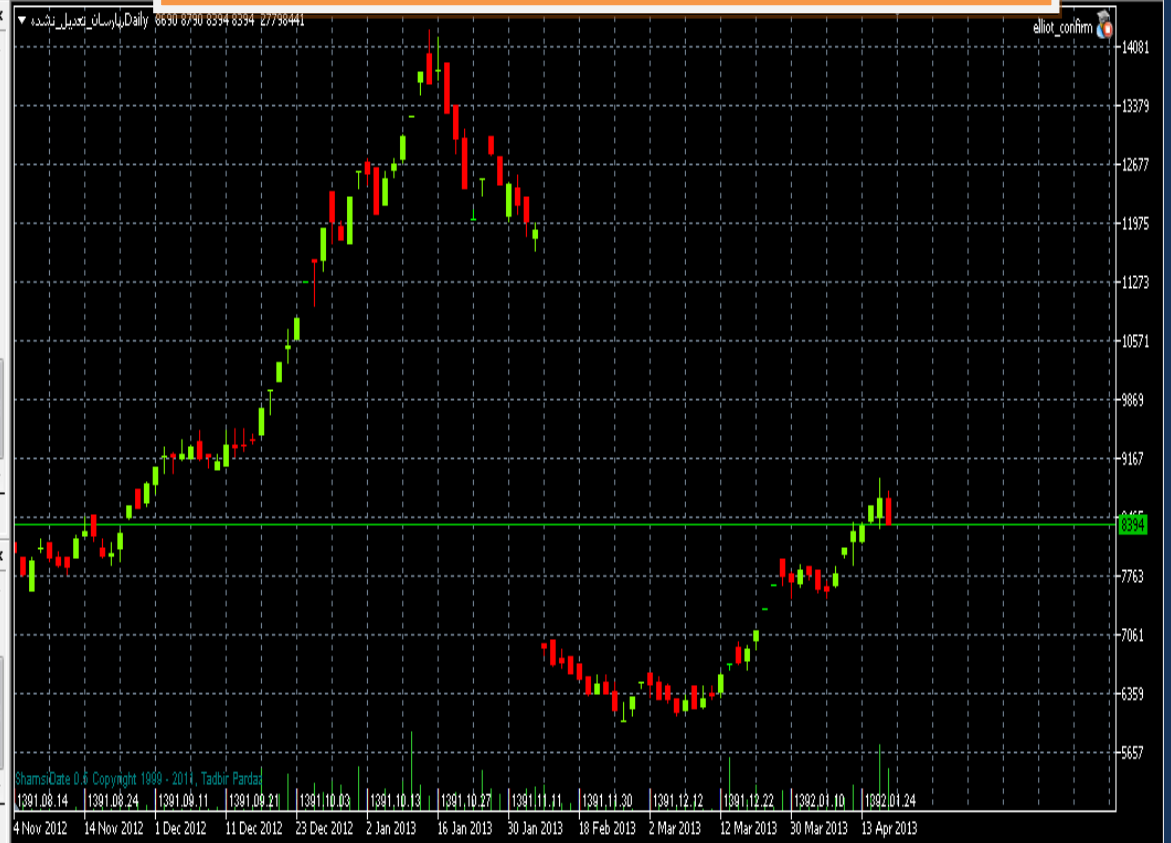 پارسان_تعدیل_نشده,Daily 8690 8790 8394 8394 27798441
elliot_confirm
14081
13379
12677
11975
11273
10571
9869
9167
8465
8394
7763
7061
6359
5657
ShamsiDate 0.6 Copyright 1999 - 2011, Tadbir Pardaz
1391.08.14 1391.08.24 1391.09.11 1391.09.21 1391.10.03 1391.10.13 1391.10.27 1391.11.11 1391.11.30 1391.12.12 1391.12.22 1392.01.10 1392.01.24
4 Nov 2012 14 Nov 2012 1 Dec 2012 11 Dec 2012 23 Dec 2012 2 Jan 2013 16 Jan 2013 30 Jan 2013 18 Feb 2013 2 Mar 2013 12 Mar 2013 30 Mar 2013 13 Apr 2013